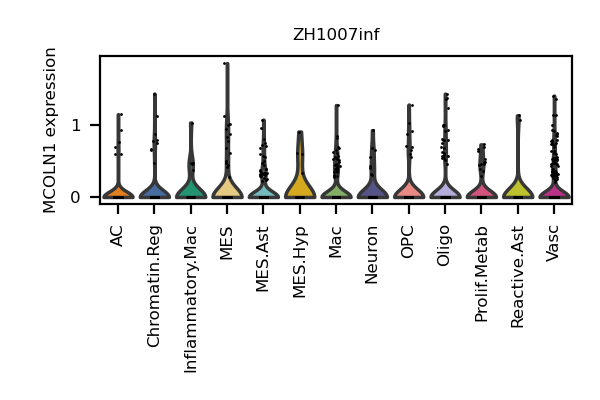 ZH1007inf
MCOLN1 expression
1
0
AC
Chromatin.Reg
Inflammatory.Mac
MES
MES.Ast
MES.Hyp
Mac
Neuron
OPC
Oligo
Prolif.Metab
Reactive.Ast
Vasc